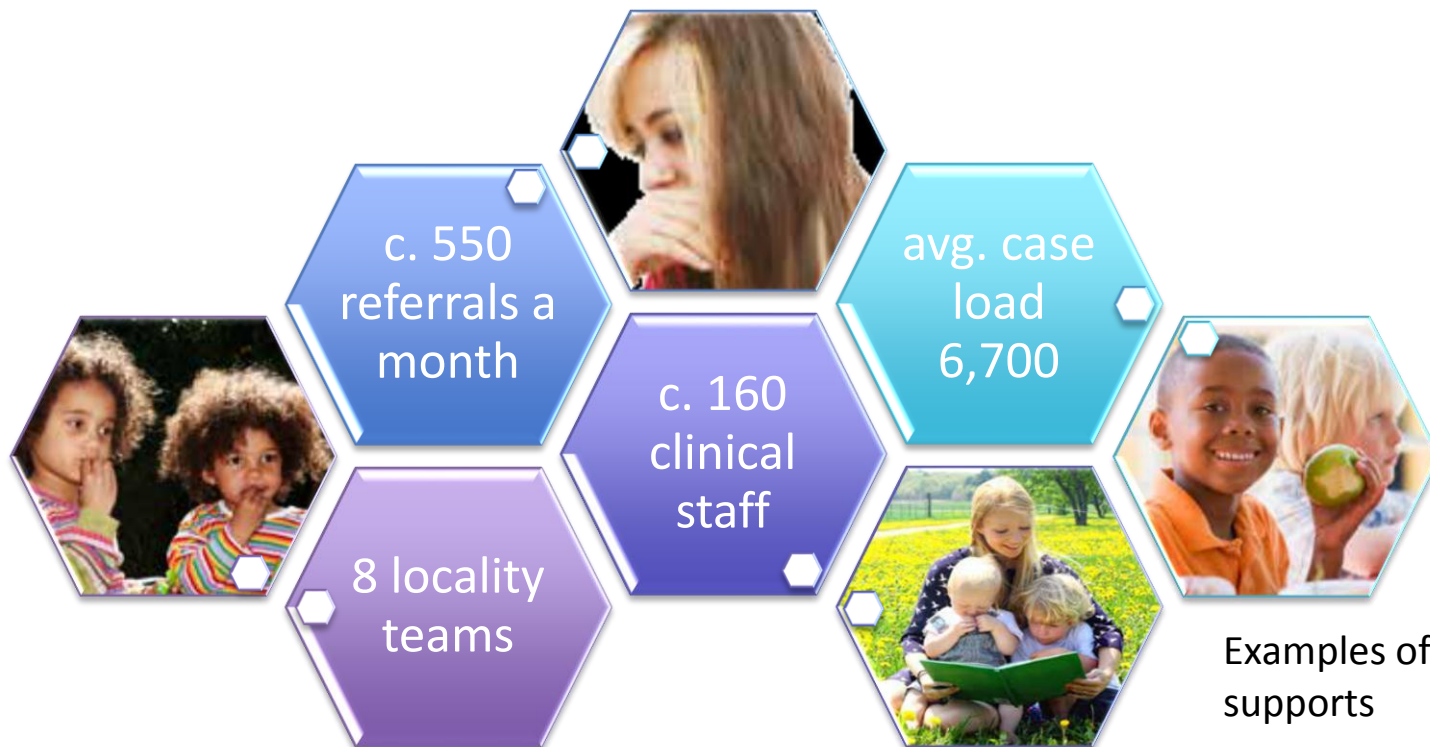 c. 550
referrals a
month
avg. case
load
6,700
c. 160
clinical
staff
8 locality
teams
Examples of
supports